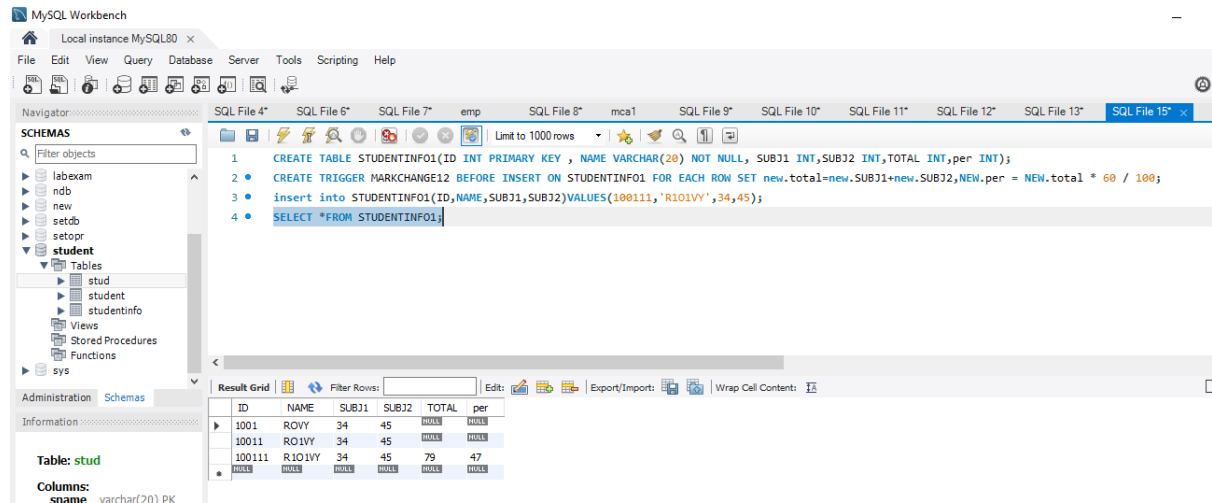 MySQL Workbench
Local instance MySQL80 ×
File Edit View Query Database Server Tools Scripting Help
Navigator
SCHEMAS
Filter objects
labexam
ndb
new
setdb
setopr
student
Tables
stud
student
studentinfo
Views
Stored Procedures
Functions
sys
Administration Schemas
Information
Table: stud
Columns:
sname varchar(20) PK
SQL File 4* SQL File 6* SQL File 7* emp SQL File 8* mca1 SQL File 9* SQL File 10* SQL File 11* SQL File 12* SQL File 13* SQL File 15* ×
Limit to 1000 rows
1 CREATE TABLE STUDENTINFO1(ID INT PRIMARY KEY , NAME VARCHAR(20) NOT NULL, SUBJ1 INT,SUBJ2 INT,TOTAL INT,per INT);
2 CREATE TRIGGER MARKCHANGE12 BEFORE INSERT ON STUDENTINFO1 FOR EACH ROW SET new.total=new.SUBJ1+new.SUBJ2,NEW.per = NEW.total * 60 / 100;
3 insert into STUDENTINFO1(ID,NAME,SUBJ1,SUBJ2)VALUES(100111,'R1O1VY',34,45);
4 SELECT *FROM STUDENTINFO1;
Result Grid Filter Rows: Edit: Export/Import: Wrap Cell Content:
ID NAME SUBJ1 SUBJ2 TOTAL per
1001 ROVY 34 45 NULL NULL
10011 RO1VY 34 45 NULL NULL
100111 R1O1VY 34 45 79 47
NULL NULL NULL NULL NULL NULL